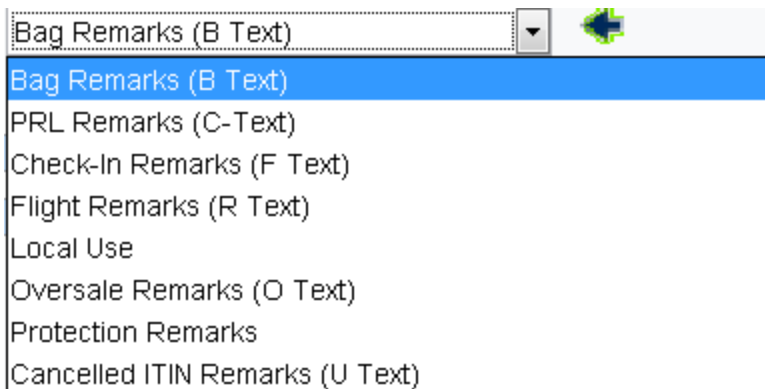 Bag Remarks (B Text)
Bag Remarks (B Text)
PRL Remarks (C-Text)
Check-In Remarks (F Text)
Flight Remarks (R Text)
Local Use
Oversale Remarks (O Text)
Protection Remarks
Cancelled ITIN Remarks (U Text)